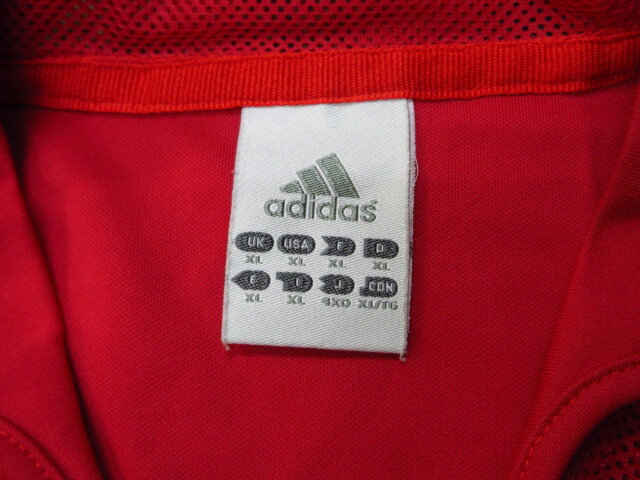 adidas
UK USA F D
XL XL XL XL
E I J CDN
XL XL 4XO XL/TG